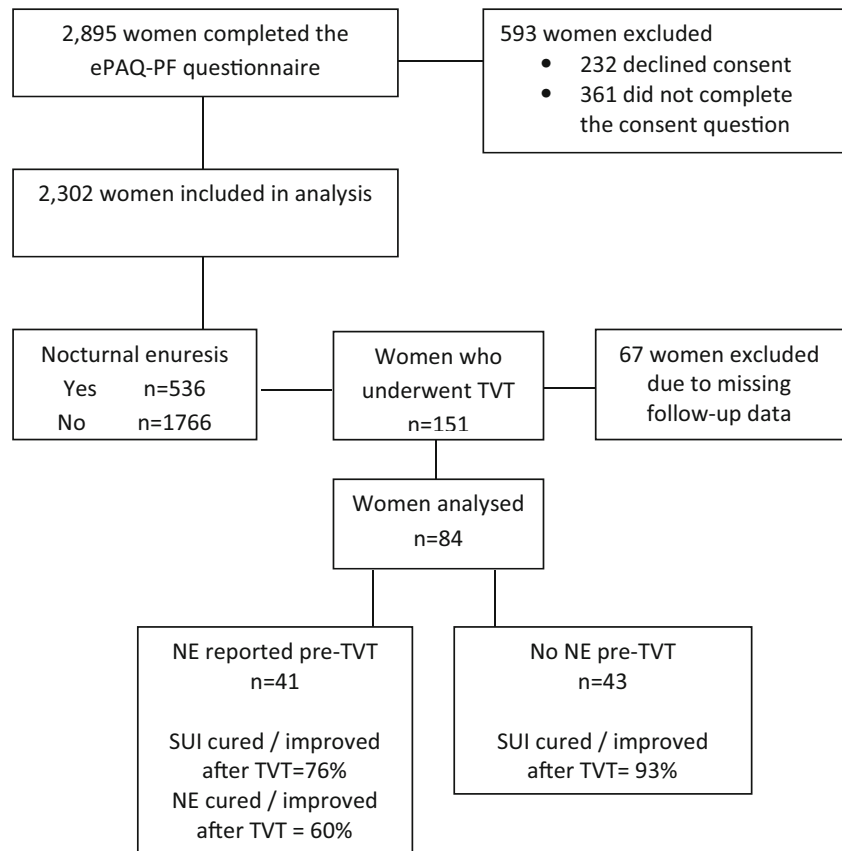 2,895 women completed the
ePAQ-PF questionnaire
593 women excluded
• 232 declined consent
• 361 did not complete
the consent question
2,302 women included in analysis
Nocturnal enuresis
Yes n=536
No n=1766
Women who
underwent TVT
n=151
67 women excluded
due to missing
follow-up data
Women analysed
n=84
NE reported pre-TVT
n=41
SUI cured / improved
after TVT=76%
NE cured / improved
after TVT = 60%
No NE pre-TVT
n=43
SUI cured / improved
after TVT= 93%